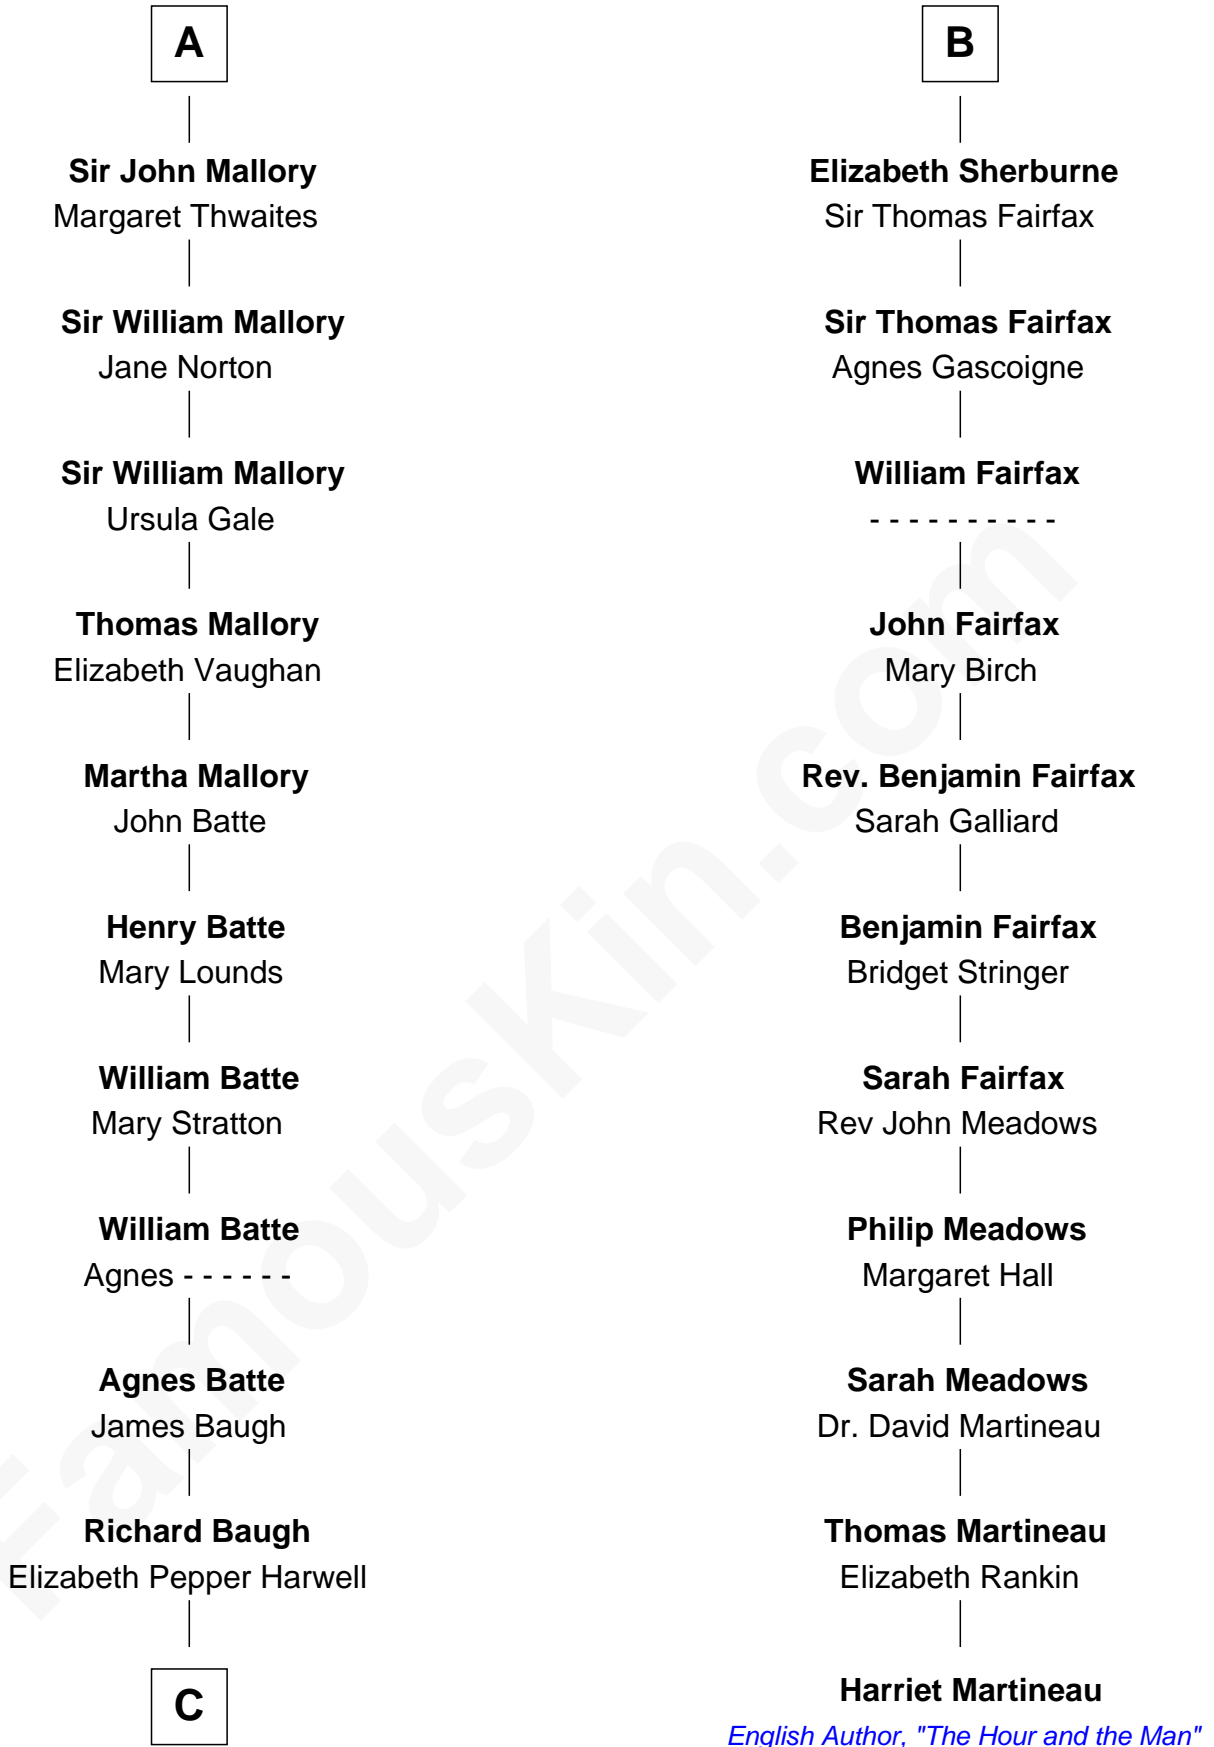 A
Sir John Mallory
Margaret Thwaites
Sir William Mallory
Jane Norton
Sir William Mallory
Ursula Gale
Thomas Mallory
Elizabeth Vaughan
Martha Mallory
John Batte
Henry Batte
Mary Lounds
William Batte
Mary Stratton
William Batte
Agnes - - - - - -
Agnes Batte
James Baugh
Richard Baugh
Elizabeth Pepper Harwell
C
B
Elizabeth Sherburne
Sir Thomas Fairfax
Sir Thomas Fairfax
Agnes Gascoigne
William Fairfax
- - - - - - - - - -
John Fairfax
Mary Birch
Rev. Benjamin Fairfax
Sarah Galliard
Benjamin Fairfax
Bridget Stringer
Sarah Fairfax
Rev John Meadows
Philip Meadows
Margaret Hall
Sarah Meadows
Dr. David Martineau
Thomas Martineau
Elizabeth Rankin
Harriet Martineau
English Author, "The Hour and the Man"
FamousKin.com